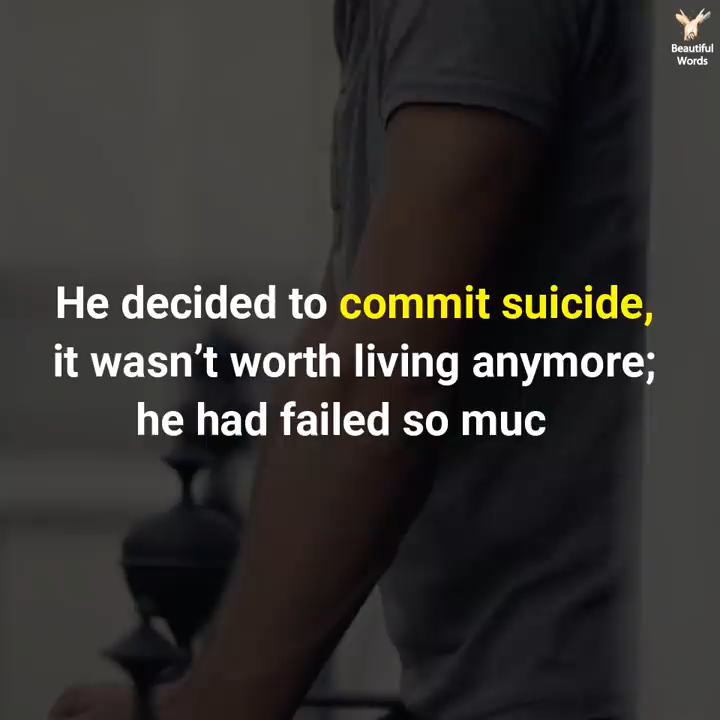 Beautiful
Words
He decided to commit suicide,
it wasn't worth living anymore;
he had failed so muc